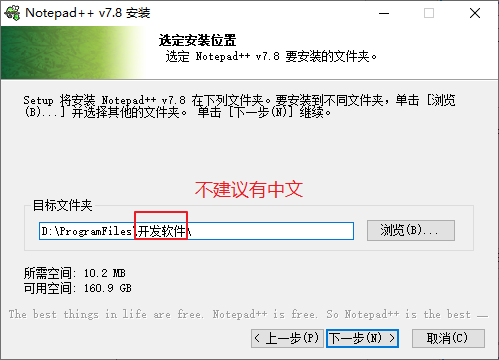 Notepad++ v7.8 安装
选定安装位置
选定 Notepad++ v7.8 要安装的文件夹。
Setup 将安装 Notepad++ v7.8 在下列文件夹。要安装到不同文件夹，单击 [浏览
(B)...] 并选择其他的文件夹。 单击 [下一步(N)] 继续。
不建议有中文
目标文件夹
D:\ProgramFiles\开发软件\
浏览(B)...
所需空间: 10.2 MB
可用空间: 160.9 GB
The best things in life are free. Notepad++ is free. So Notepad++ is the best
< 上一步(P)
下一步(N) >
取消(C)